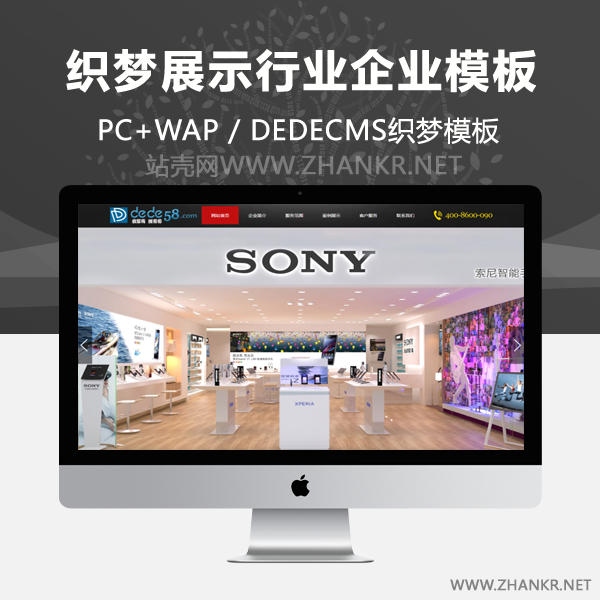 织梦展示行业企业模板
PC+WAP / DEDECMS织梦模板
站壳网WWW.ZHANKR.NET
dede58.com
网站首页 企业简介 服务范围 案例展示 客户服务 联系我们
400-8600-090
SONY
索尼智能手
SONY
XPERIA
WWW.ZHANKR.NET